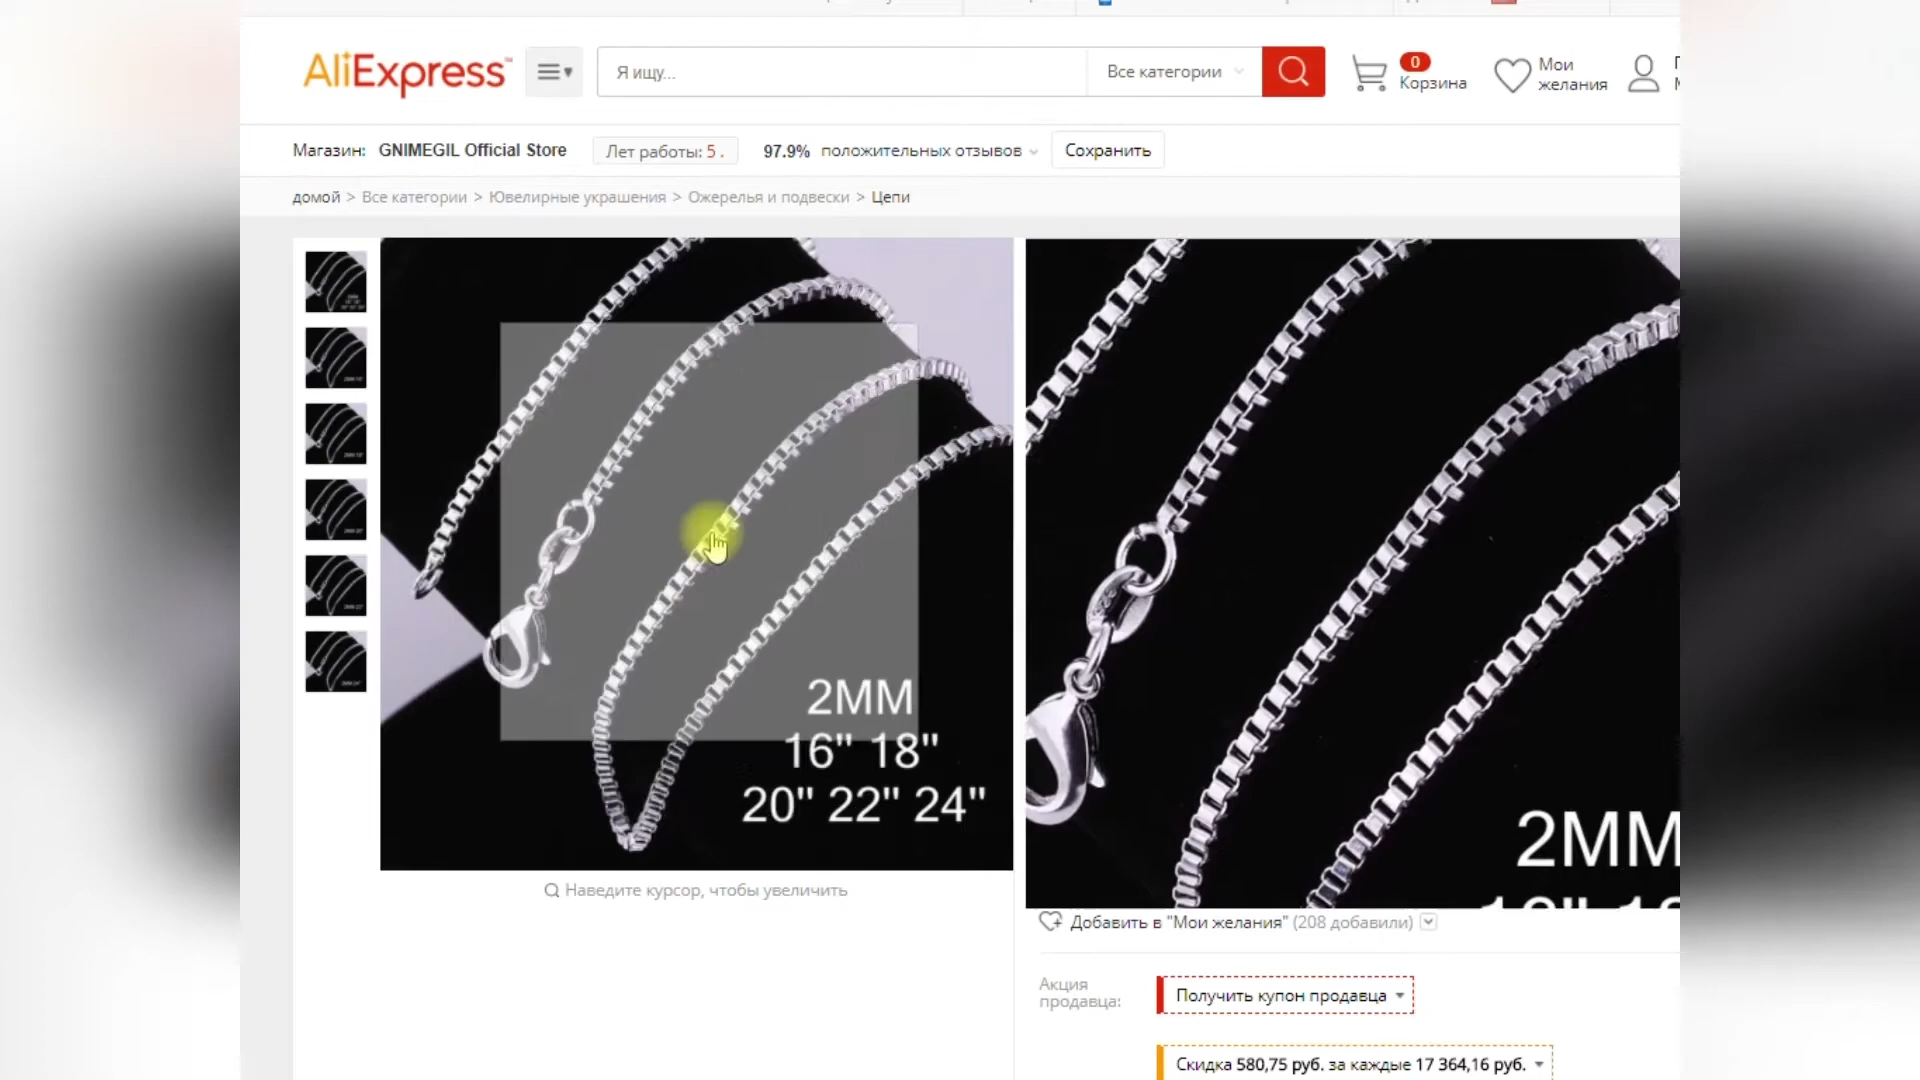 AliExpress™
Я ищу...
Все категории
0
Корзина
Мои
желания
Магазин: GNIMEGIL Official Store
Лет работы: 5 .
97.9% положительных отзывов
Сохранить
домой > Все категории > Ювелирные украшения > Ожерелья и подвески > Цепи
2MM
16" 18"
20" 22" 24"
2MM
Наведите курсор, чтобы увеличить
Добавить в "Мои желания" (208 добавили)
Акция
продавца:
Получить купон продавца
Скидка 580,75 руб. за каждые 17 364,16 руб.